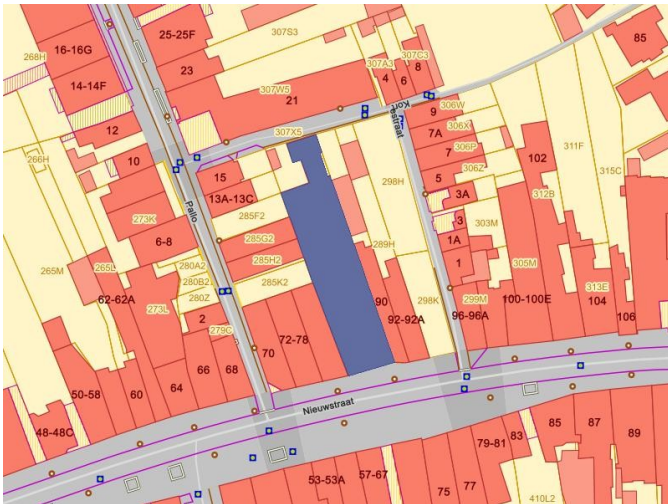 268H
16-16G
14-14F
12
10
25-25F
23
307S3
307W5
21
307X5
307A3
4
307C3
6
8
Kortestraat
9
306W
7A
306X
7
306P
5
306Z
3A
3
303M
1A
1
299M
96-96A
85
311F
315C
102
312B
305M
100-100E
313E
104
106
266H
265M
265L
62-62A
273K
6-8
273L
280A2
280B2
280Z
2
279C
Pallo
15
13A-13C
285F2
285G2
285H2
285K2
70
72-78
298H
289H
298K
90
92-92A
66
68
64
60
50-58
48-48C
Nieuwstraat
53-53A
57-67
75
77
79-81
83
85
87
89
410L2